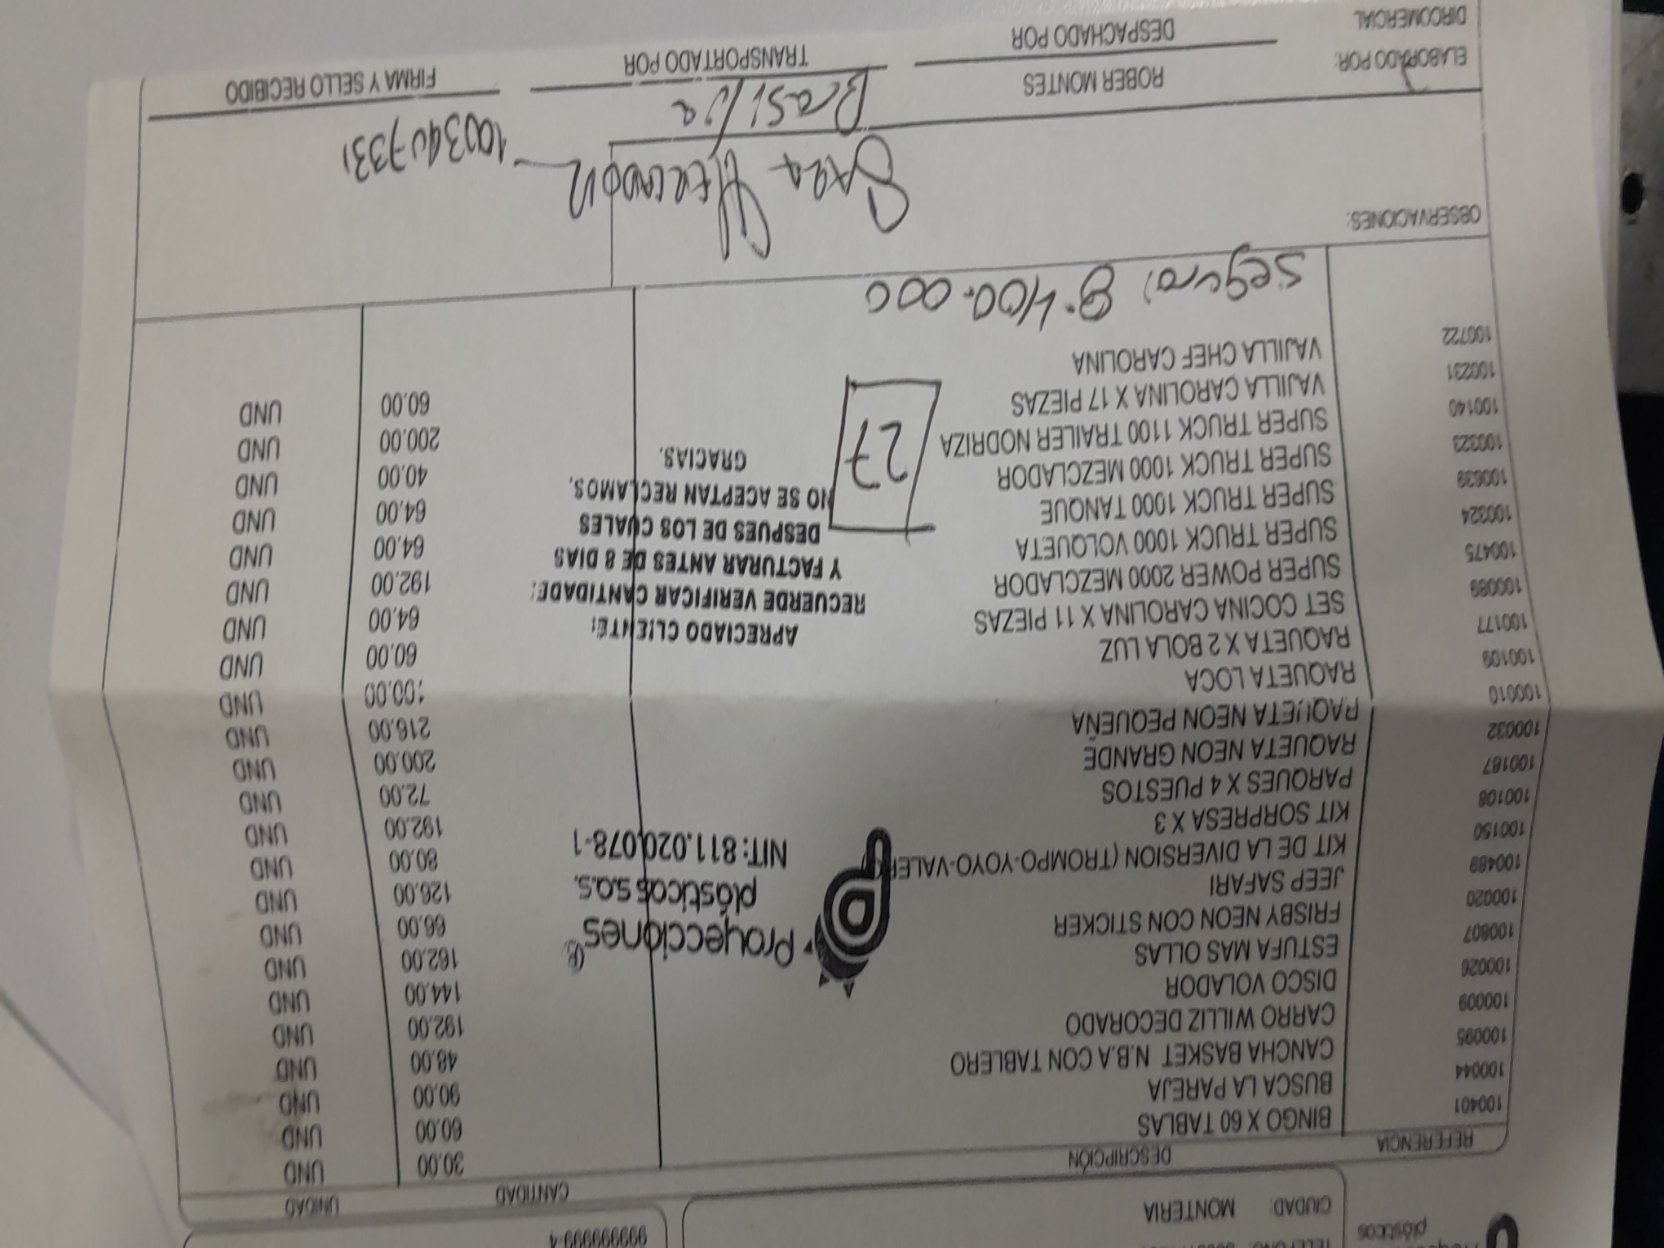 plásticos
CIUDAD: MONTERIA
999999999-4
REFERENCIA DESCRIPCIÓN CANTIDAD UNIDAD
100401 BINGO X 60 TABLAS 30.00 UND
100044 BUSCA LA PAREJA 60.00 UND
100095 CANCHA BASKET N.B.A CON TABLERO 90.00 UND
100009 CARRO WILLIZ DECORADO 48.00 UND
100026 DISCO VOLADOR 192.00 UND
100807 ESTUFA MAS OLLAS 144.00 UND
100020 FRISBY NEON CON STICKER 162.00 UND
100489 JEEP SAFARI 66.00 UND
100150 KIT DE LA DIVERSION (TROMPO-YOYO-VALER 126.00 UND
100108 KIT SORPRESA X 3 80.00 UND
100187 PARQUES X 4 PUESTOS 192.00 UND
100032 RAQUETA NEON GRANDE 72.00 UND
100010 RAQUETA NEON PEQUEÑA 200.00 UND
100109 RAQUETA LOCA 216.00 UND
100177 RAQUETA X 2 BOLA LUZ 100.00 UND
100089 SET COCINA CAROLINA X 11 PIEZAS 60.00 UND
100475 SUPER POWER 2000 MEZCLADOR 64.00 UND
100324 SUPER TRUCK 1000 VOLQUETA 192.00 UND
100639 SUPER TRUCK 1000 TANQUE 64.00 UND
100323 SUPER TRUCK 1000 MEZCLADOR 64.00 UND
100140 SUPER TRUCK 1100 TRAILER NODRIZA 40.00 UND
100231 VAJILLA CAROLINA X 17 PIEZAS 200.00 UND
100722 VAJILLA CHEF CAROLINA 60.00 UND
Proyecciones
plásticas s.a.s.
NIT: 811.020.078-1
APRECIADO CLIENTE:
RECUERDE VERIFICAR CANTIDADES
Y FACTURAR ANTES DE 8 DIAS
DESPUES DE LOS CUALES
NO SE ACEPTAN RECLAMOS.
GRACIAS.
27
Seguro: 8.400.000
OBSERVACIONES:
1003407331
Brasilia
ELABORADO POR: ROBER MONTES
DIRCOMERCIAL
DESPACHADO POR
TRANSPORTADO POR
FIRMA Y SELLO RECIBIDO